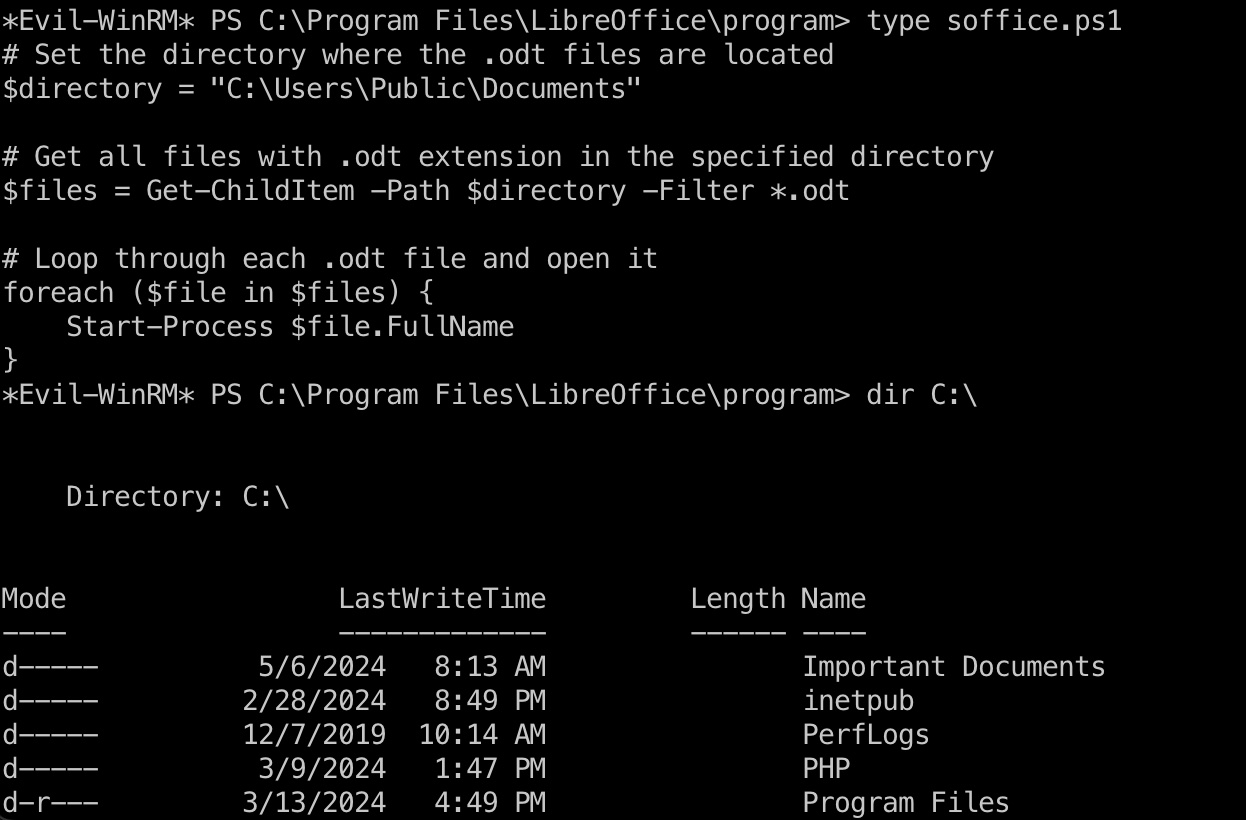 *Evil-WinRM* PS C:\Program Files\LibreOffice\program> type soffice.ps1
# Set the directory where the .odt files are located
$directory = "C:\Users\Public\Documents"
# Get all files with .odt extension in the specified directory
$files = Get-ChildItem -Path $directory -Filter *.odt
# Loop through each .odt file and open it
foreach ($file in $files) {
    Start-Process $file.FullName
}
*Evil-WinRM* PS C:\Program Files\LibreOffice\program> dir C:\
    Directory: C:\
Mode                 LastWriteTime         Length Name
----                 -------------         ------ ----
d-----          5/6/2024   8:13 AM                Important Documents
d-----         2/28/2024   8:49 PM                inetpub
d-----         12/7/2019  10:14 AM                PerfLogs
d-----          3/9/2024   1:47 PM                PHP
d-r---         3/13/2024   4:49 PM                Program Files